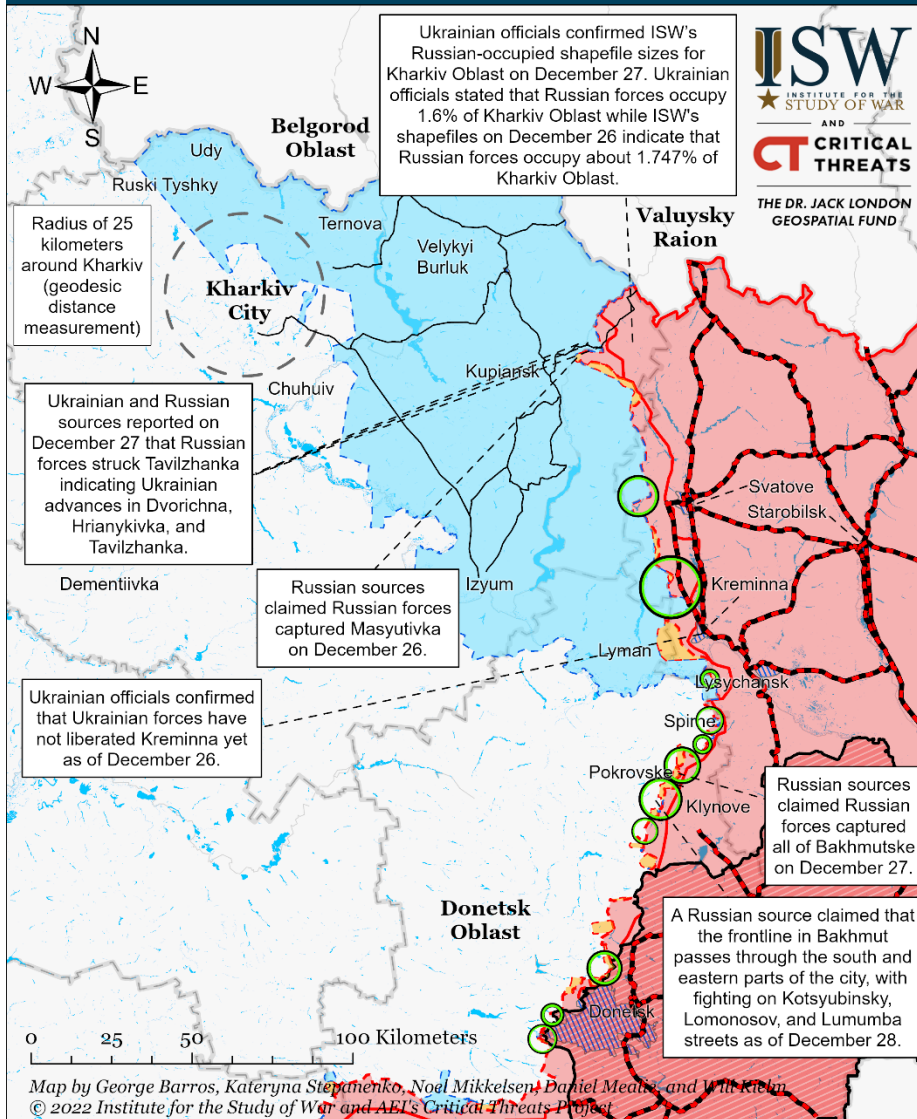 N
W
E
S
Ukrainian officials confirmed ISW's
Russian-occupied shapefile sizes for
Kharkiv Oblast on December 27. Ukrainian
officials stated that Russian forces occupy
1.6% of Kharkiv Oblast while ISW's
shapefiles on December 26 indicate that
Russian forces occupy about 1.747% of
Kharkiv Oblast.
ISW
INSTITUTE FOR THE
STUDY OF WAR
AND
CT CRITICAL
THREATS
THE DR. JACK LONDON
GEOSPATIAL FUND
Belgorod
Oblast
Udy
Ruski Tyshky
Ternova
Velykyi
Burluk
Valuysky
Raion
Radius of 25
kilometers
around Kharkiv
(geodesic
distance
measurement)
Kharkiv
City
Chuhuiv
Kupiansk
Ukrainian and Russian
sources reported on
December 27 that Russian
forces struck Tavilzhanka
indicating Ukrainian
advances in Dvorichna,
Hrianykivka, and
Tavilzhanka.
Svatove
Starobilsk
Dementiivka
Izyum
Kreminna
Russian sources
claimed Russian forces
captured Masyutivka
on December 26.
Lyman
Lysychansk
Ukrainian officials confirmed
that Ukrainian forces have
not liberated Kreminna yet
as of December 26.
Spirne
Pokrovske
Klynove
Russian sources
claimed Russian
forces captured
all of Bakhmutske
on December 27.
Donetsk
Oblast
A Russian source claimed that
the frontline in Bakhmut
passes through the south and
eastern parts of the city, with
fighting on Kotsyubinsky,
Lomonosov, and Lumumba
streets as of December 28.
Donetsk
0 25 50 100 Kilometers
Map by George Barros, Kateryna Stepanenko, Noel Mikkelsen, Daniel Mealie, and Will Kielm
© 2022 Institute for the Study of War and AEI's Critical Threats Project